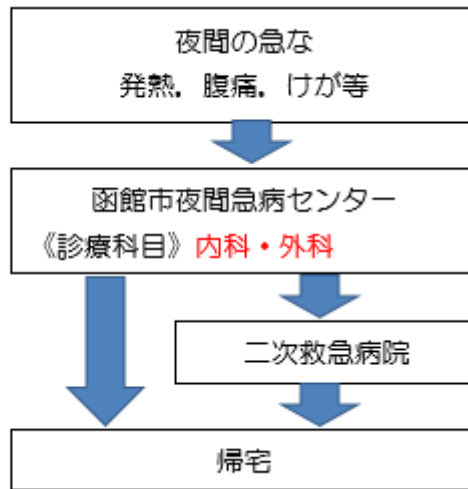 夜間の急な
発熱，腹痛，けが等
函館市夜間急病センター
《診療科目》内科・外科
二次救急病院
帰宅